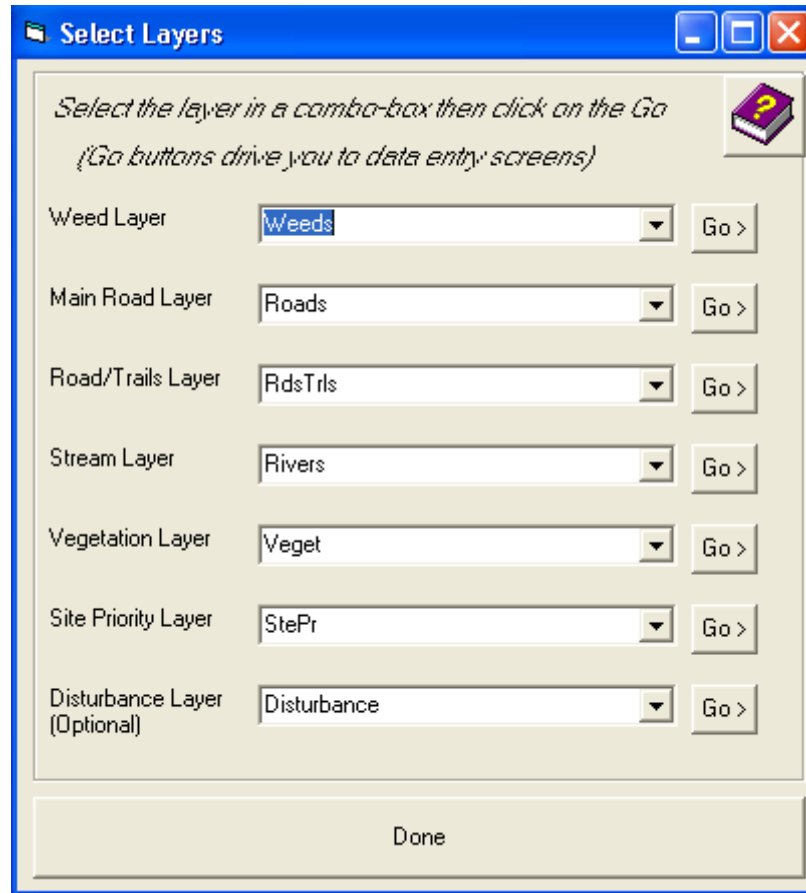 Select Layers
Select the layer in a combo-box then click on the Go
(Go buttons drive you to data entry screens)
?
Weed Layer Weeds Go >
Main Road Layer Roads Go >
Road/Trails Layer RdsTrls Go >
Stream Layer Rivers Go >
Vegetation Layer Veget Go >
Site Priority Layer StePr Go >
Disturbance Layer Disturbance Go >
(Optional)
Done